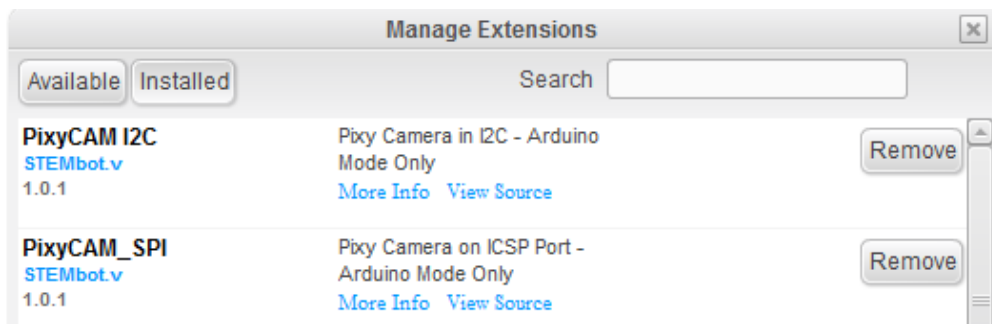 Manage Extensions
Available Installed Search
PixyCAM I2C
STEMbot.v
1.0.1
Pixy Camera in I2C - Arduino
Mode Only
More Info View Source
Remove
PixyCAM_SPI
STEMbot.v
1.0.1
Pixy Camera on ICSP Port -
Arduino Mode Only
More Info View Source
Remove